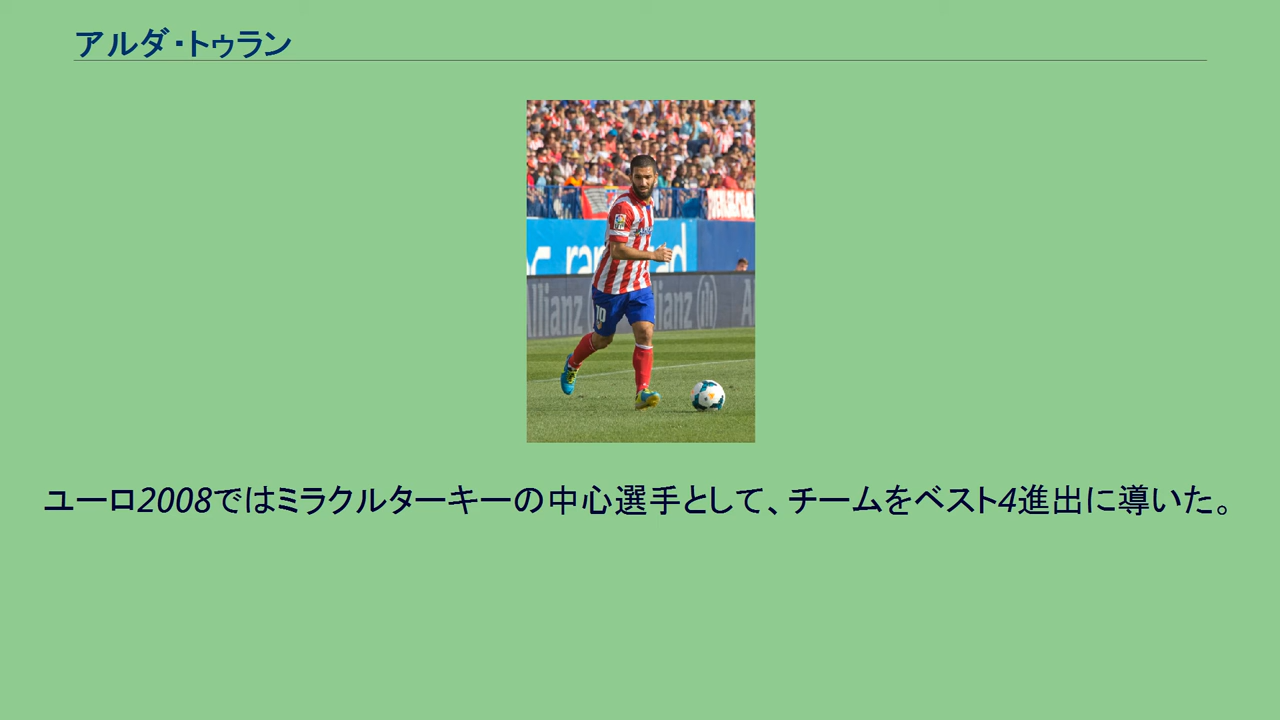 アルダ・トゥラン
Allianz
10
ユーロ2008ではミラクルターキーの中心選手として、チームをベスト4進出に導いた。